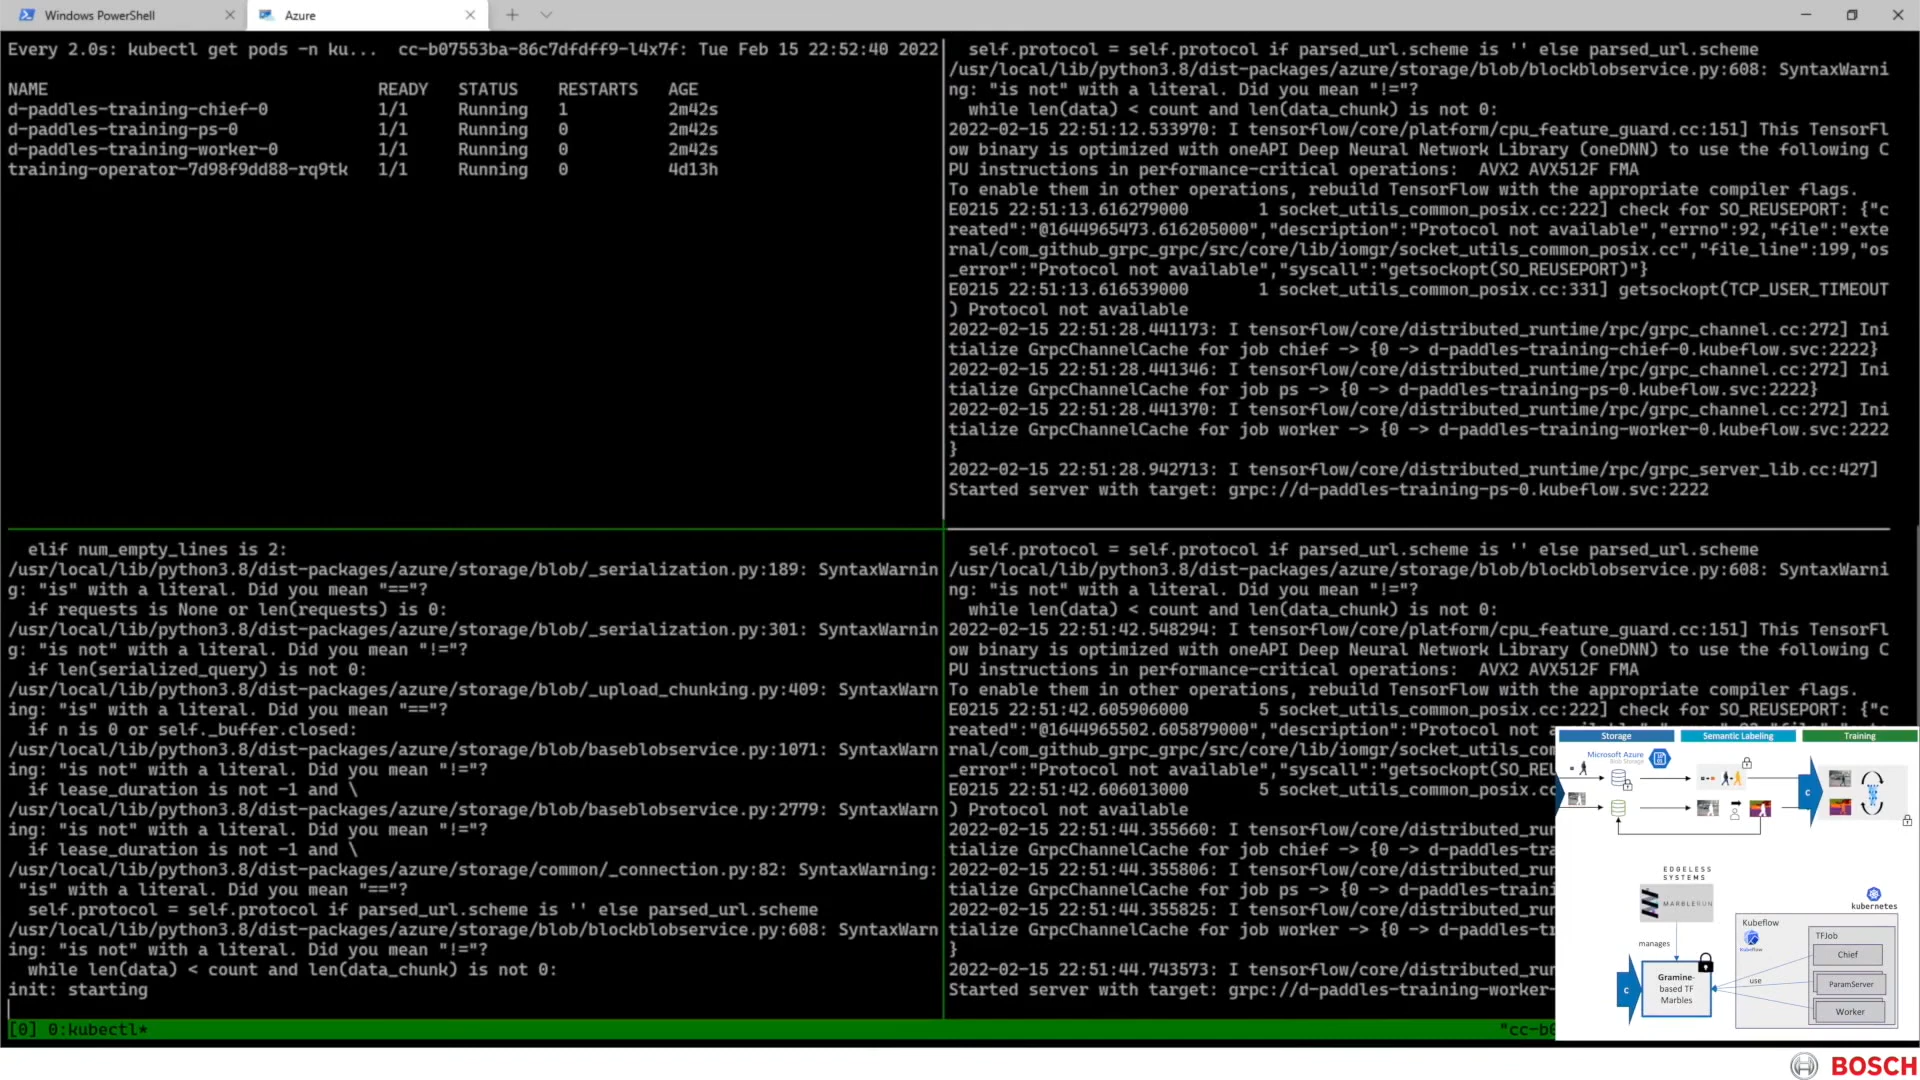 Windows PowerShell
Azure
Every 2.0s: kubectl get pods -n ku...  cc-b07553ba-86c7dfdff9-l4x7f: Tue Feb 15 22:52:40 2022
NAME READY STATUS RESTARTS AGE
d-paddles-training-chief-0 1/1 Running 1 2m42s
d-paddles-training-ps-0 1/1 Running 0 2m42s
d-paddles-training-worker-0 1/1 Running 0 2m42s
training-operator-7d98f9dd88-rq9tk 1/1 Running 0 4d13h
self.protocol = self.protocol if parsed_url.scheme is '' else parsed_url.scheme
/usr/local/lib/python3.8/dist-packages/azure/storage/blob/blockblobservice.py:608: SyntaxWarni
ng: "is not" with a literal. Did you mean "!="?
while len(data) < count and len(data_chunk) is not 0:
2022-02-15 22:51:12.533970: I tensorflow/core/platform/cpu_feature_guard.cc:151] This TensorFl
ow binary is optimized with oneAPI Deep Neural Network Library (oneDNN) to use the following C
PU instructions in performance-critical operations:  AVX2 AVX512F FMA
To enable them in other operations, rebuild TensorFlow with the appropriate compiler flags.
E0215 22:51:13.616279000       1 socket_utils_common_posix.cc:222] check for SO_REUSEPORT: {"c
reated":"@1644965473.616205000","description":"Protocol not available","errno":92,"file":"exte
rnal/com_github_grpc_grpc/src/core/lib/iomgr/socket_utils_common_posix.cc","file_line":199,"os
_error":"Protocol not available","syscall":"getsockopt(SO_REUSEPORT)"}
E0215 22:51:13.616539000       1 socket_utils_common_posix.cc:331] getsockopt(TCP_USER_TIMEOUT
) Protocol not available
2022-02-15 22:51:28.441173: I tensorflow/core/distributed_runtime/rpc/grpc_channel.cc:272] Ini
tialize GrpcChannelCache for job chief -> {0 -> d-paddles-training-chief-0.kubeflow.svc:2222}
2022-02-15 22:51:28.441346: I tensorflow/core/distributed_runtime/rpc/grpc_channel.cc:272] Ini
tialize GrpcChannelCache for job ps -> {0 -> d-paddles-training-ps-0.kubeflow.svc:2222}
2022-02-15 22:51:28.441370: I tensorflow/core/distributed_runtime/rpc/grpc_channel.cc:272] Ini
tialize GrpcChannelCache for job worker -> {0 -> d-paddles-training-worker-0.kubeflow.svc:2222
}
2022-02-15 22:51:28.942713: I tensorflow/core/distributed_runtime/rpc/grpc_server_lib.cc:427]
Started server with target: grpc://d-paddles-training-ps-0.kubeflow.svc:2222
elif num_empty_lines is 2:
/usr/local/lib/python3.8/dist-packages/azure/storage/blob/_serialization.py:189: SyntaxWarnin
g: "is" with a literal. Did you mean "=="?
if requests is None or len(requests) is 0:
/usr/local/lib/python3.8/dist-packages/azure/storage/blob/_serialization.py:301: SyntaxWarnin
g: "is not" with a literal. Did you mean "!="?
if len(serialized_query) is not 0:
/usr/local/lib/python3.8/dist-packages/azure/storage/blob/_upload_chunking.py:409: SyntaxWarn
ing: "is" with a literal. Did you mean "=="?
if n is 0 or self._buffer.closed:
/usr/local/lib/python3.8/dist-packages/azure/storage/blob/baseblobservice.py:1071: SyntaxWarn
ing: "is not" with a literal. Did you mean "!="?
if lease_duration is not -1 and \
/usr/local/lib/python3.8/dist-packages/azure/storage/blob/baseblobservice.py:2779: SyntaxWarn
ing: "is not" with a literal. Did you mean "!="?
if lease_duration is not -1 and \
/usr/local/lib/python3.8/dist-packages/azure/storage/common/_connection.py:82: SyntaxWarning:
"is" with a literal. Did you mean "=="?
self.protocol = self.protocol if parsed_url.scheme is '' else parsed_url.scheme
/usr/local/lib/python3.8/dist-packages/azure/storage/blob/blockblobservice.py:608: SyntaxWarn
ing: "is not" with a literal. Did you mean "!="?
while len(data) < count and len(data_chunk) is not 0:
init: starting
self.protocol = self.protocol if parsed_url.scheme is '' else parsed_url.scheme
/usr/local/lib/python3.8/dist-packages/azure/storage/blob/blockblobservice.py:608: SyntaxWarni
ng: "is not" with a literal. Did you mean "!="?
while len(data) < count and len(data_chunk) is not 0:
2022-02-15 22:51:42.548294: I tensorflow/core/platform/cpu_feature_guard.cc:151] This TensorFl
ow binary is optimized with oneAPI Deep Neural Network Library (oneDNN) to use the following C
PU instructions in performance-critical operations:  AVX2 AVX512F FMA
To enable them in other operations, rebuild TensorFlow with the appropriate compiler flags.
E0215 22:51:42.605906000       5 socket_utils_common_posix.cc:222] check for SO_REUSEPORT: {"c
reated":"@1644965502.605879000","description":"Protocol not
rnal/com_github_grpc_grpc/src/core/lib/iomgr/socket_utils_com
_error":"Protocol not available","syscall":"getsockopt(SO_REU
E0215 22:51:42.606013000       5 socket_utils_common_posix.cc
) Protocol not available
2022-02-15 22:51:44.355660: I tensorflow/core/distributed_run
tialize GrpcChannelCache for job chief -> {0 -> d-paddles-tra
2022-02-15 22:51:44.355806: I tensorflow/core/distributed_run
tialize GrpcChannelCache for job ps -> {0 -> d-paddles-traini
2022-02-15 22:51:44.355825: I tensorflow/core/distributed_run
tialize GrpcChannelCache for job worker -> {0 -> d-paddles-tr
}
2022-02-15 22:51:44.743573: I tensorflow/core/distributed_run
Started server with target: grpc://d-paddles-training-worker-
[0] 0:kubectl*
"cc-b0
Storage
Semantic Labeling
Training
Microsoft Azure
Blob Storage
C
EDGELESS
SYSTEMS
MARBLERUN
kubernetes
Kubeflow
Kubeflow
TFJob
Chief
ParamServer
Worker
manages
use
C
Gramine-
based TF
Marbles
BOSCH